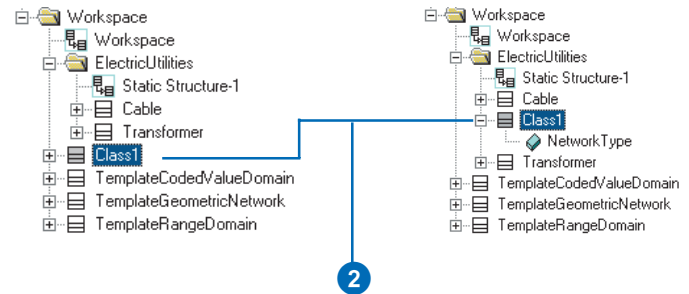 Workspace
Workspace
ElectricUtilities
Static Structure-1
Cable
Transformer
Class1
TemplateCodedValueDomain
TemplateGeometricNetwork
TemplateRangeDomain
Workspace
Workspace
ElectricUtilities
Static Structure-1
Cable
Class1
NetworkType
Transformer
TemplateCodedValueDomain
TemplateGeometricNetwork
TemplateRangeDomain
2